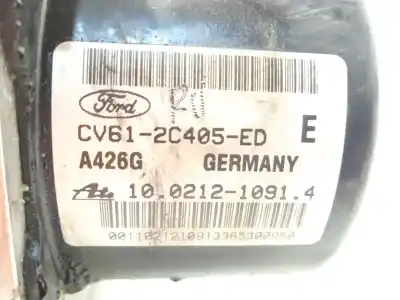 Ford
CV61-2C405-ED E
A426G GERMANY
Ate 10.0212-1091.4